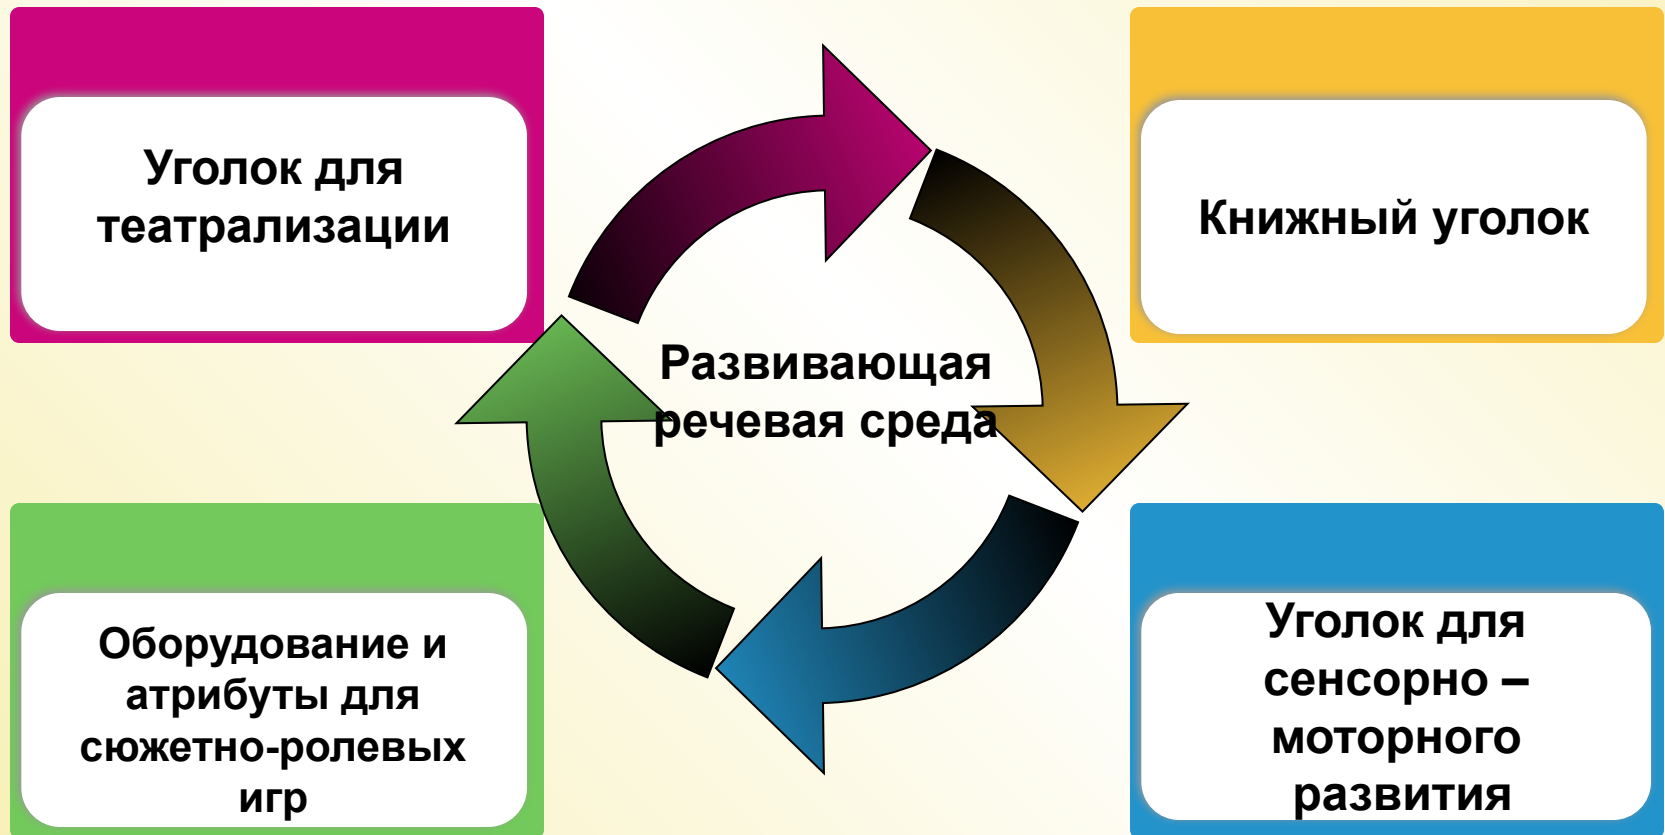 Уголок для
театрализации
Книжный уголок
Развивающая
речевая среда
Оборудование и
атрибуты для
сюжетно-ролевых
игр
Уголок для
сенсорно –
моторного
развития